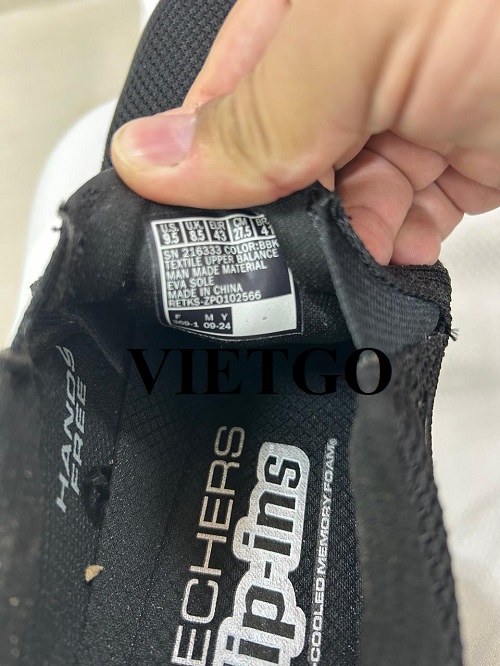 U.S. U.K. EUR CM BR
9.5 8.5 43 27.5 41
SN 216333 COLOR:BBK
TEXTILE UPPER BALANCE
MAN MADE MATERIAL
EVA SOLE
MADE IN CHINA
RETKS-ZP0102566
F M Y
969-1 09-24
VIETGO
HANDS
FREE
ECHERS
lip-ins
COOLED MEMORY FOAM®